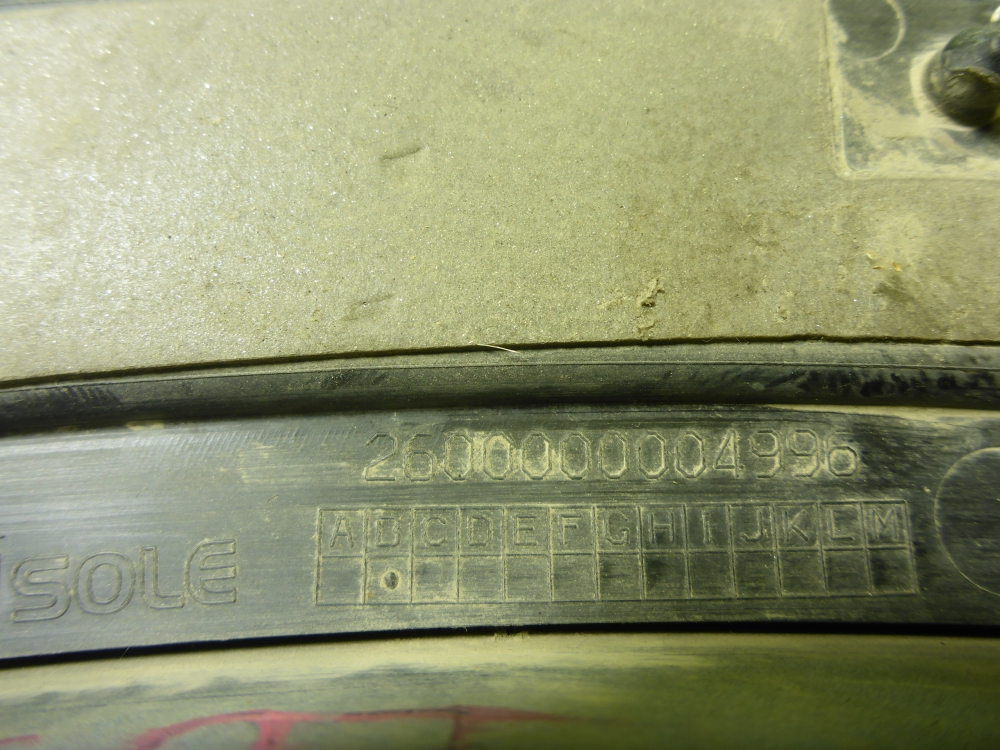 2600000004996
A B C D E F G H I J K L M
SOLE